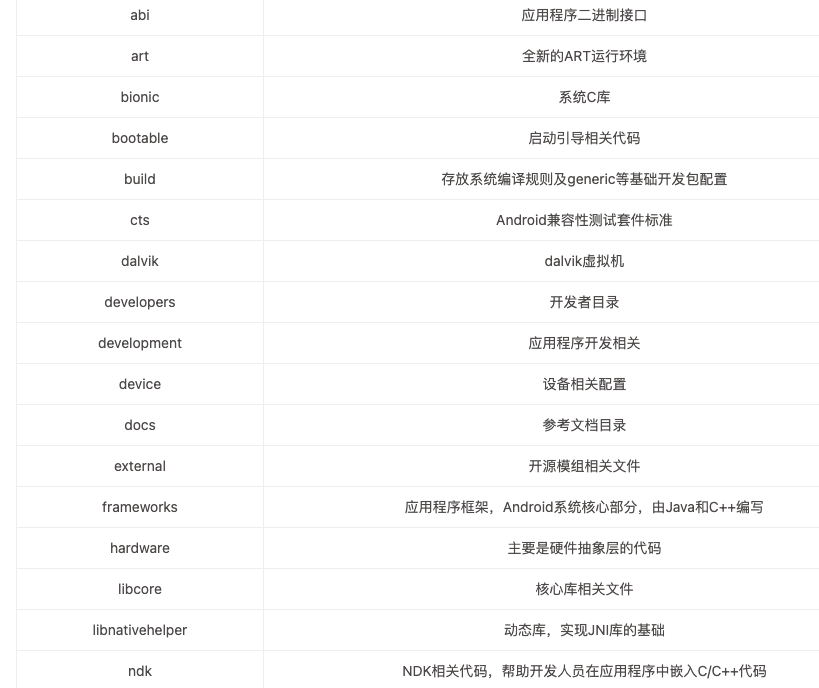 abi 应用程序二进制接口
art 全新的ART运行环境
bionic 系统C库
bootable 启动引导相关代码
build 存放系统编译规则及generic等基础开发包配置
cts Android兼容性测试套件标准
dalvik dalvik虚拟机
developers 开发者目录
development 应用程序开发相关
device 设备相关配置
docs 参考文档目录
external 开源模组相关文件
frameworks 应用程序框架，Android系统核心部分，由Java和C++编写
hardware 主要是硬件抽象层的代码
libcore 核心库相关文件
libnativehelper 动态库，实现JNI库的基础
ndk NDK相关代码，帮助开发人员在应用程序中嵌入C/C++代码